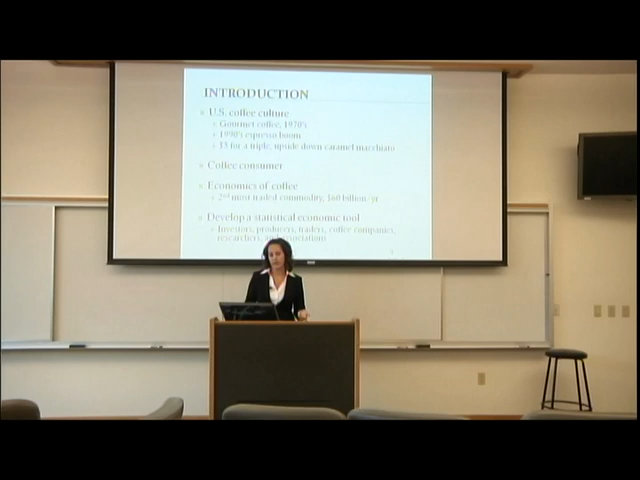 INTRODUCTION
U.S. coffee culture
Gourmet coffee, 1970's
1990's espresso boom
$5 for a triple, upside down caramel macchiato
Coffee consumer
Economics of coffee
2nd most traded commodity, $60 billion/yr
Develop a statistical economic tool
Investors, producers, traders, coffee companies,
researchers, and associations